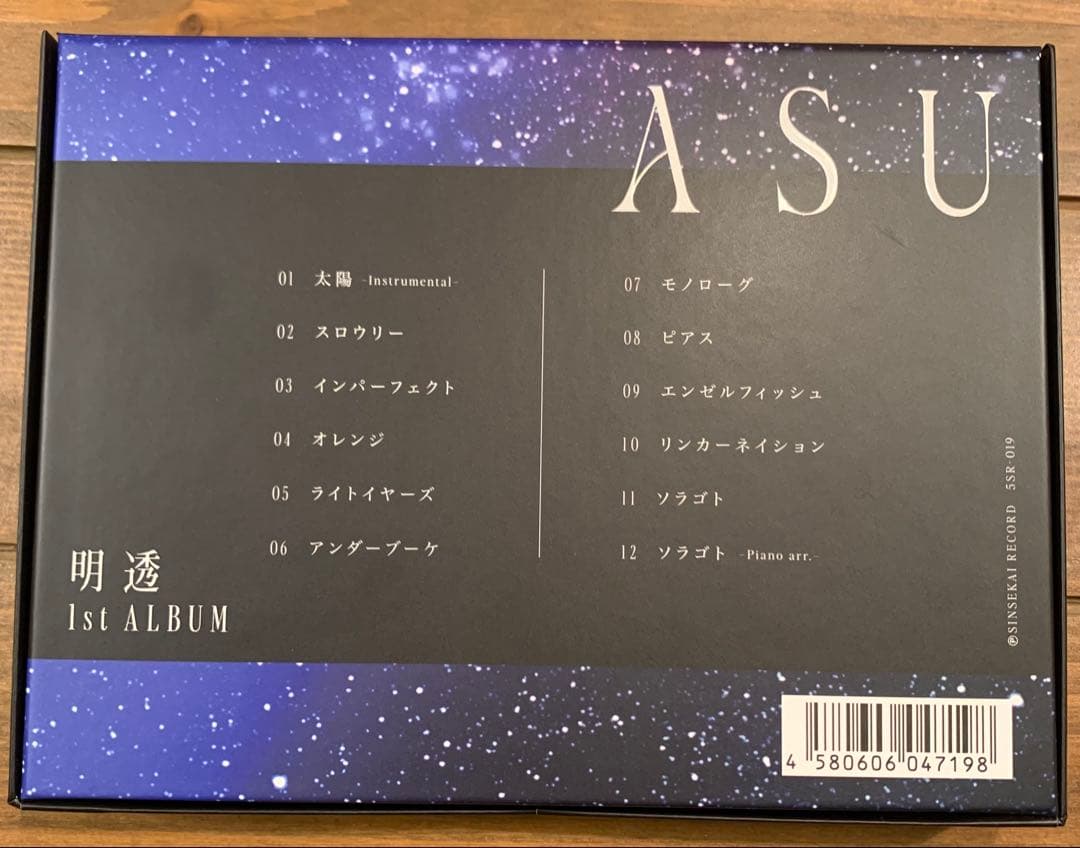 ASU
01 太陽 -Instrumental-
02 スロウリー
03 インパーフェクト
04 オレンジ
05 ライトイヤーズ
06 アンダーブーケ
07 モノローグ
08 ピアス
09 エンゼルフィッシュ
10 リンカーネイション
11 ソラゴト
12 ソラゴト -Piano arr.-
明透
1st ALBUM
℗SINSEKAI RECORD 5SR-019
4 580606 047198